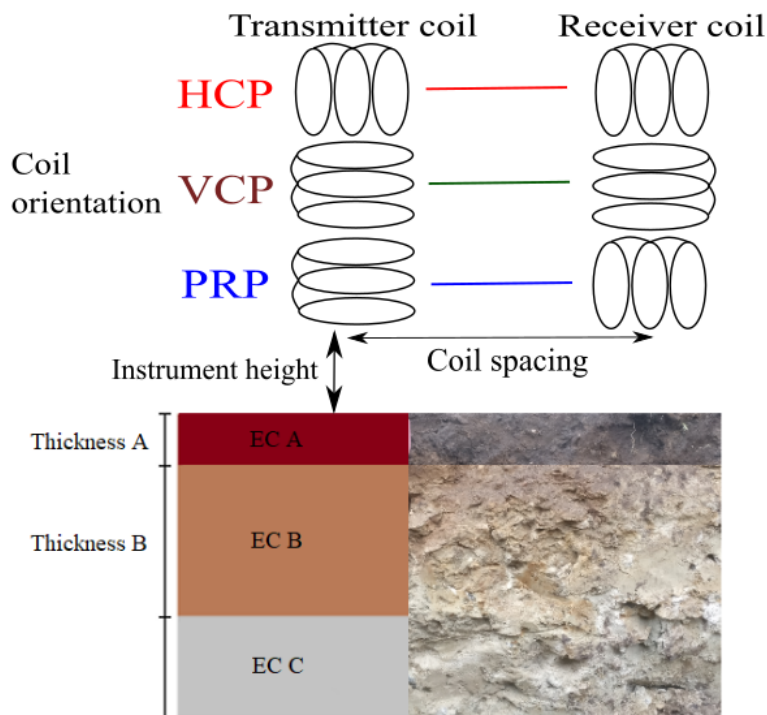 Transmitter coil
Receiver coil
HCP
Coil
orientation
VCP
PRP
Instrument height
Coil spacing
Thickness A
EC A
Thickness B
EC B
EC C